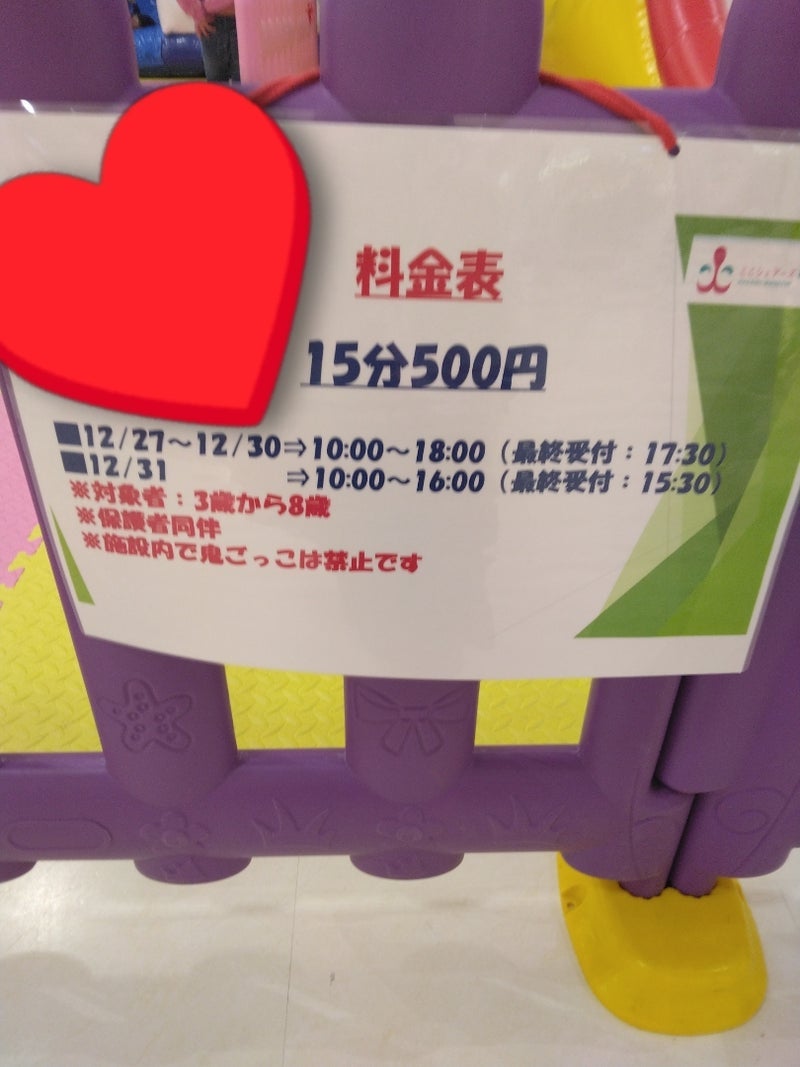 料金表
15分500円
■12/27～12/30⇒10:00～18:00（最終受付：17:30）
■12/31 ⇒10:00～16:00（最終受付：15:30）
※対象者：3歳から8歳
※保護者同伴
※施設内で鬼ごっこは禁止です